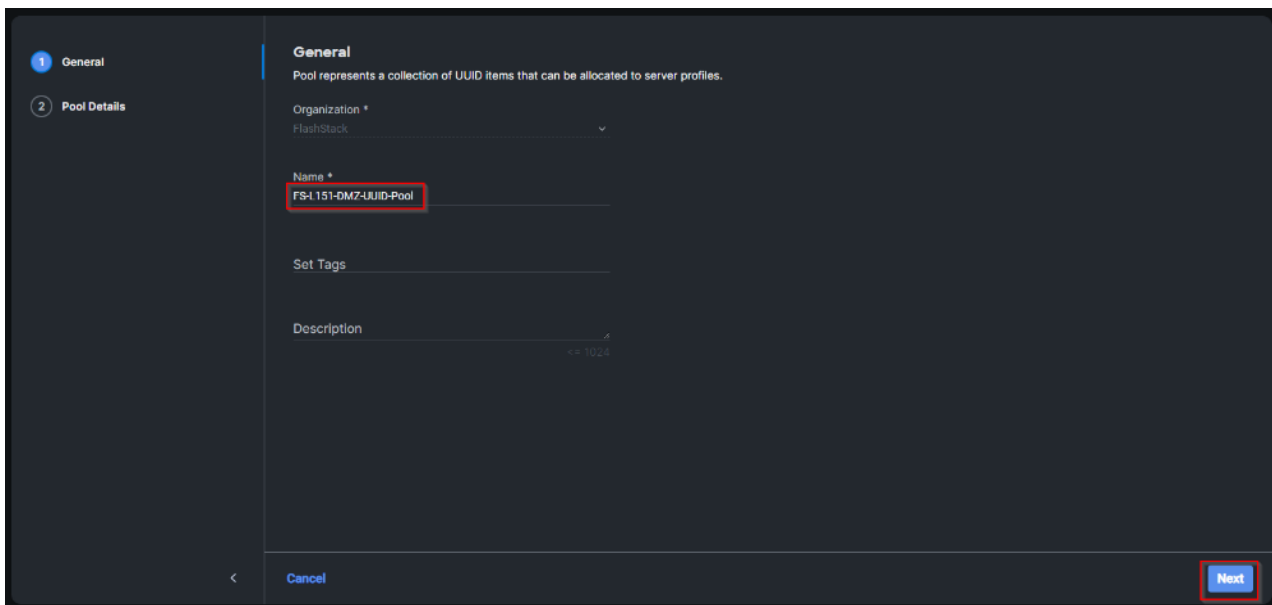 1 General
2 Pool Details
General
Pool represents a collection of UUID items that can be allocated to server profiles.
Organization *
FlashStack
Name *
FS-L151-DMZ-UUID-Pool
Set Tags
Description
<= 1024
Cancel
Next